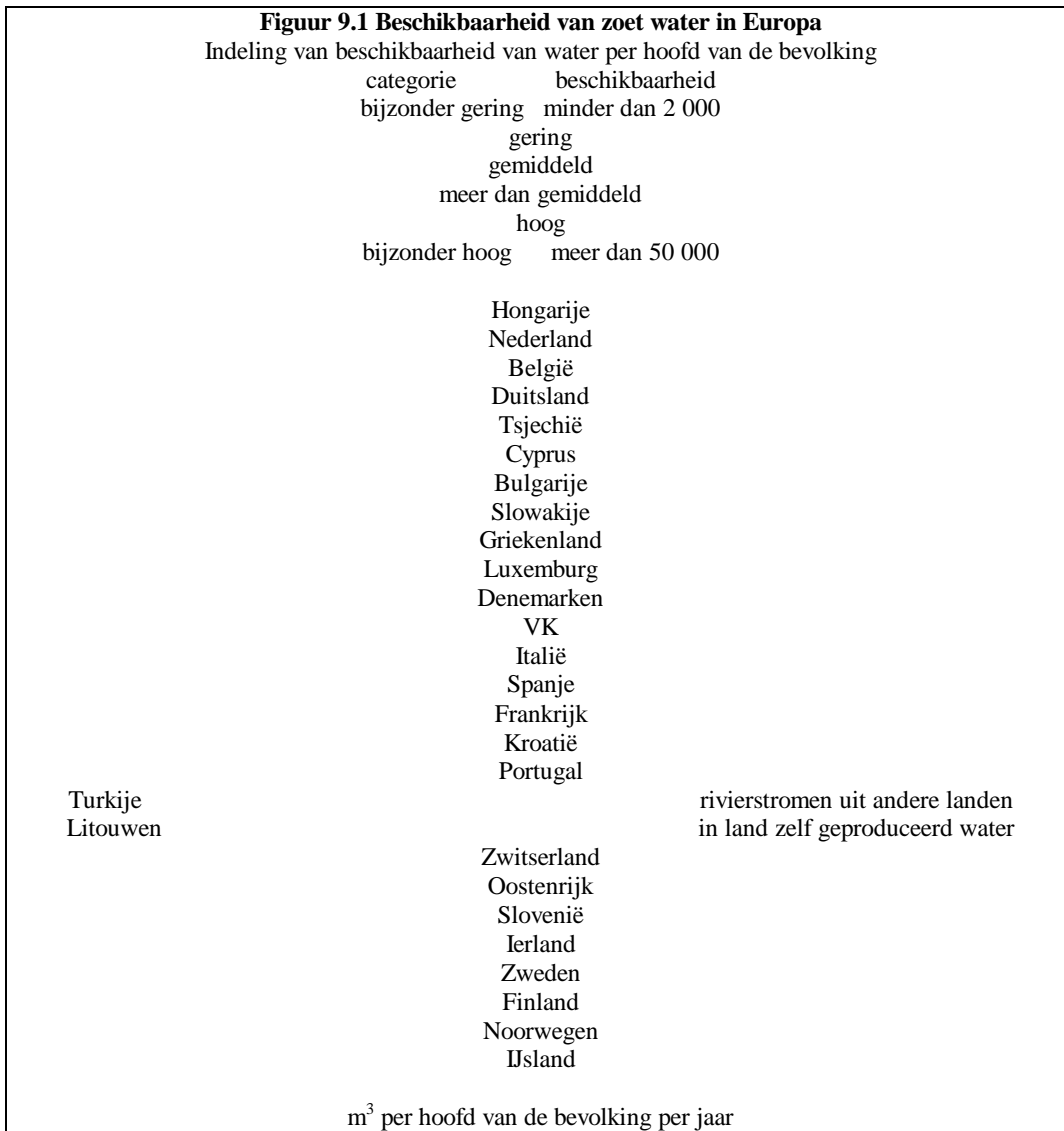 Figuur 9.1 Beschikbaarheid van zoet water in Europa
Indeling van beschikbaarheid van water per hoofd van de bevolking
categorie beschikbaarheid
bijzonder gering minder dan 2 000
gering
gemiddeld
meer dan gemiddeld
hoog
bijzonder hoog meer dan 50 000
Hongarije
Nederland
België
Duitsland
Tsjechië
Cyprus
Bulgarije
Slowakije
Griekenland
Luxemburg
Denemarken
VK
Italië
Spanje
Frankrijk
Kroatië
Portugal
Turkije rivierstromen uit andere landen
Litouwen in land zelf geproduceerd water
Zwitserland
Oostenrijk
Slovenië
Ierland
Zweden
Finland
Noorwegen
IJsland
m³ per hoofd van de bevolking per jaar